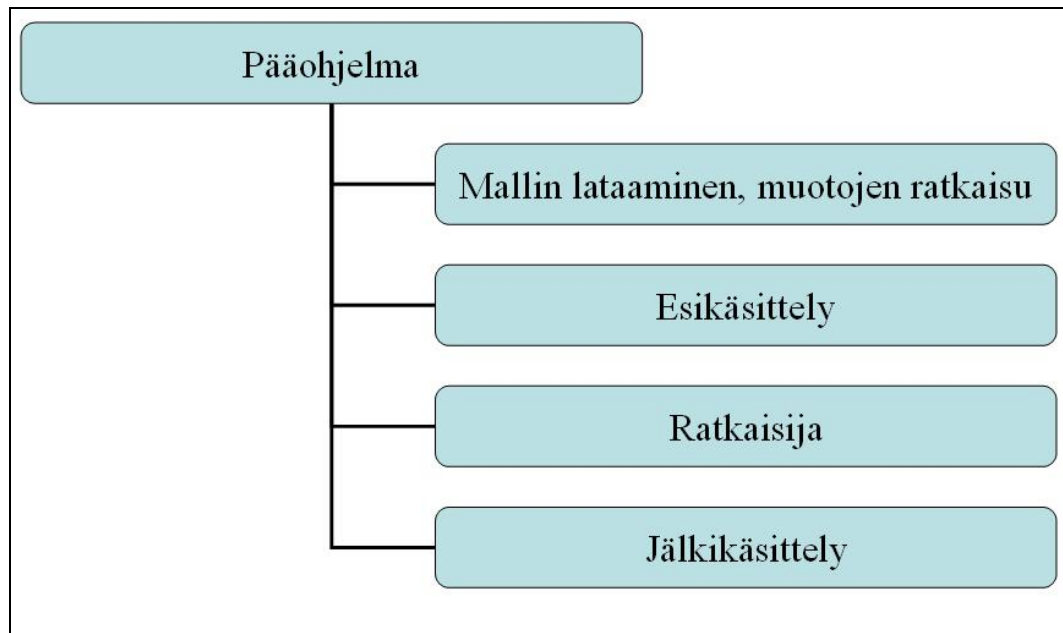 Pääohjelma
Mallin lataaminen, muotojen ratkaisu
Esikäsittely
Ratkaisija
Jälkikäsittely